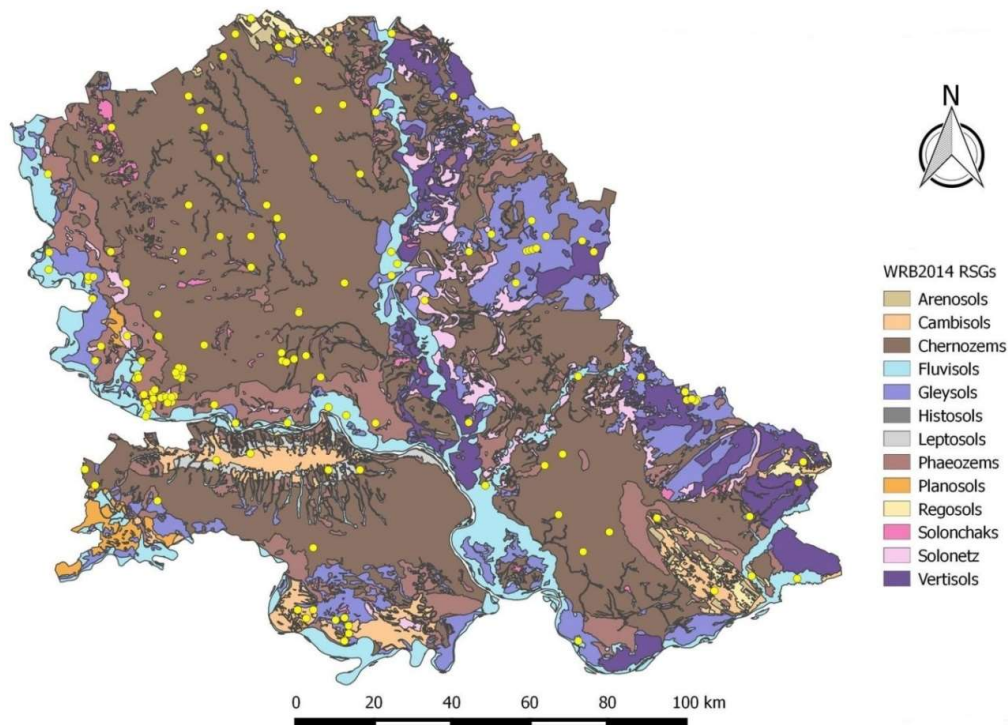 N
WRB2014 RSGs
Arenosols
Cambisols
Chernozems
Fluvisols
Gleysols
Histosols
Leptosols
Phaeozems
Planosols
Regosols
Solonchaks
Solonetz
Vertisols
0 20 40 60 80 100 km